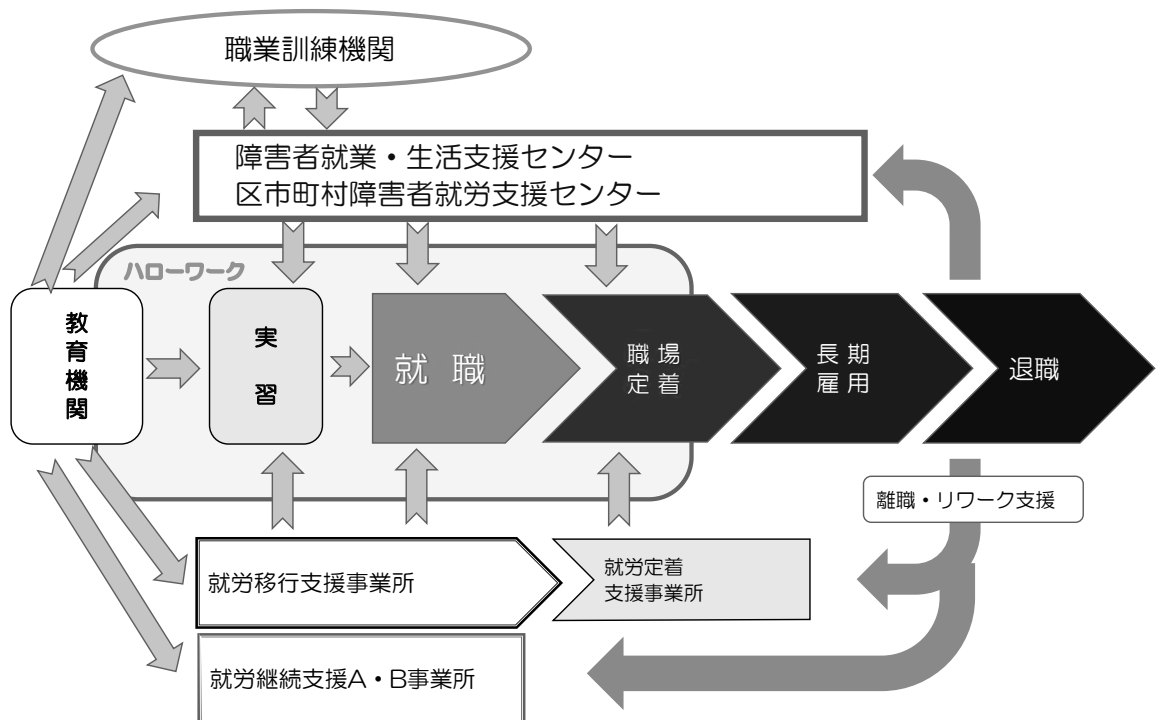 職業訓練機関
障害者就業・生活支援センター
区市町村障害者就労支援センター
ハローワーク
教育機関
実習
就職
職場
定着
長期
雇用
退職
離職・リワーク支援
就労移行支援事業所
就労定着
支援事業所
就労継続支援A・B事業所